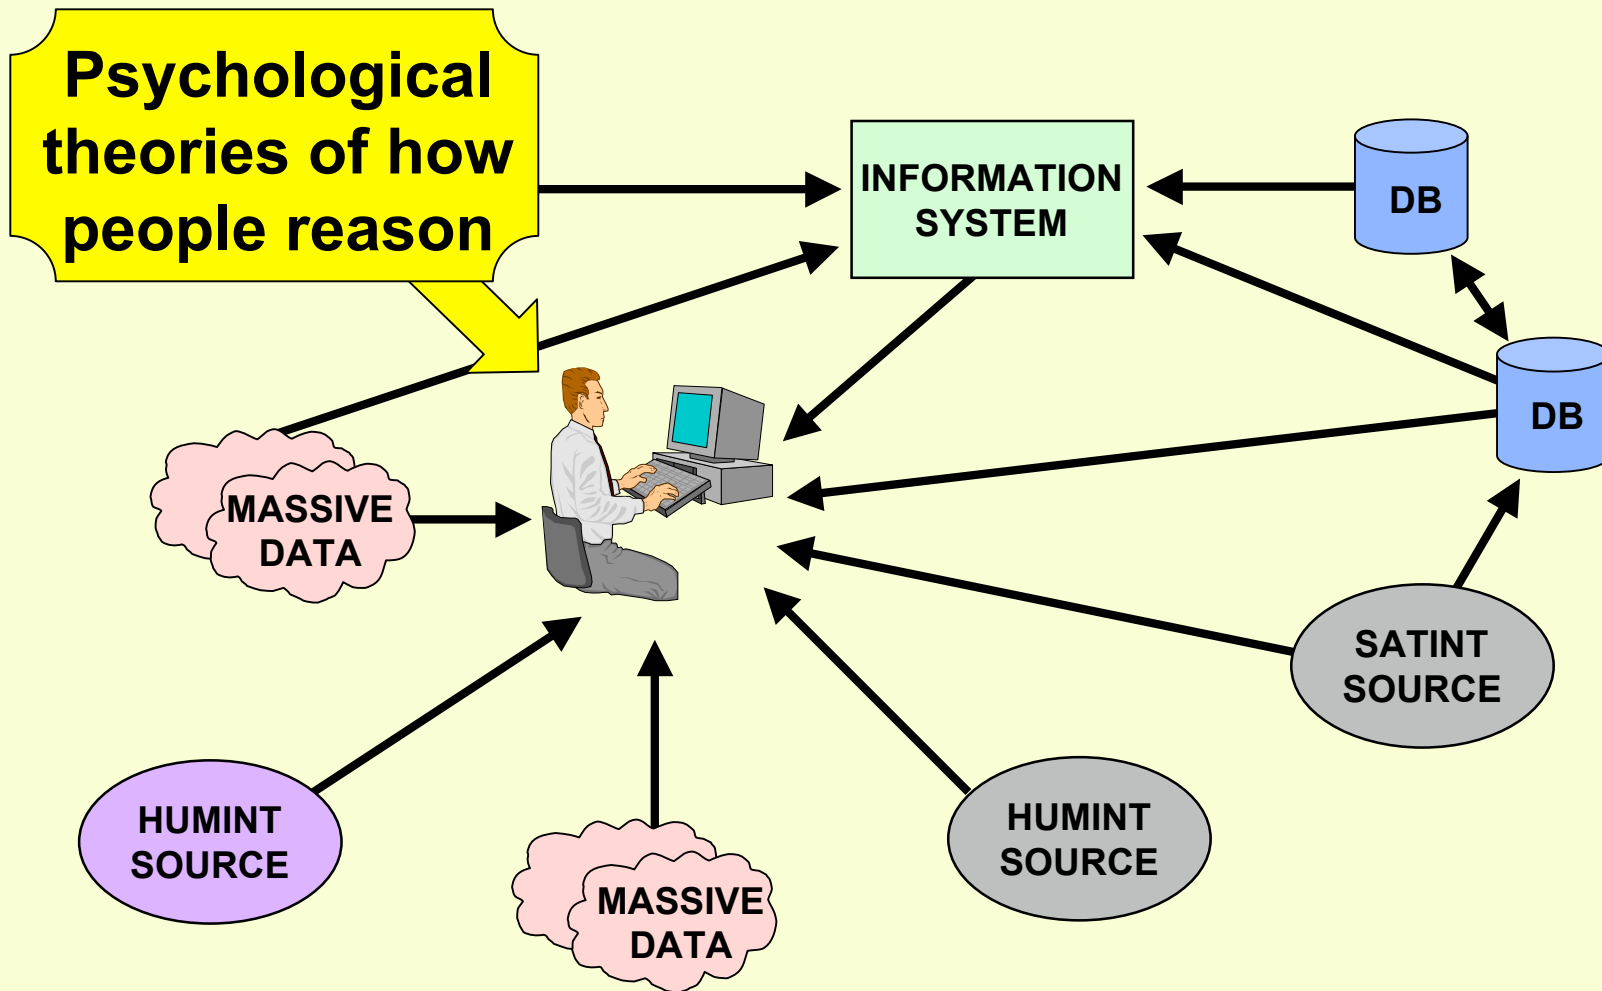 Psychological
theories of how
people reason
INFORMATION
SYSTEM
DB
DB
MASSIVE
DATA
SATINT
SOURCE
HUMINT
SOURCE
HUMINT
SOURCE
MASSIVE
DATA